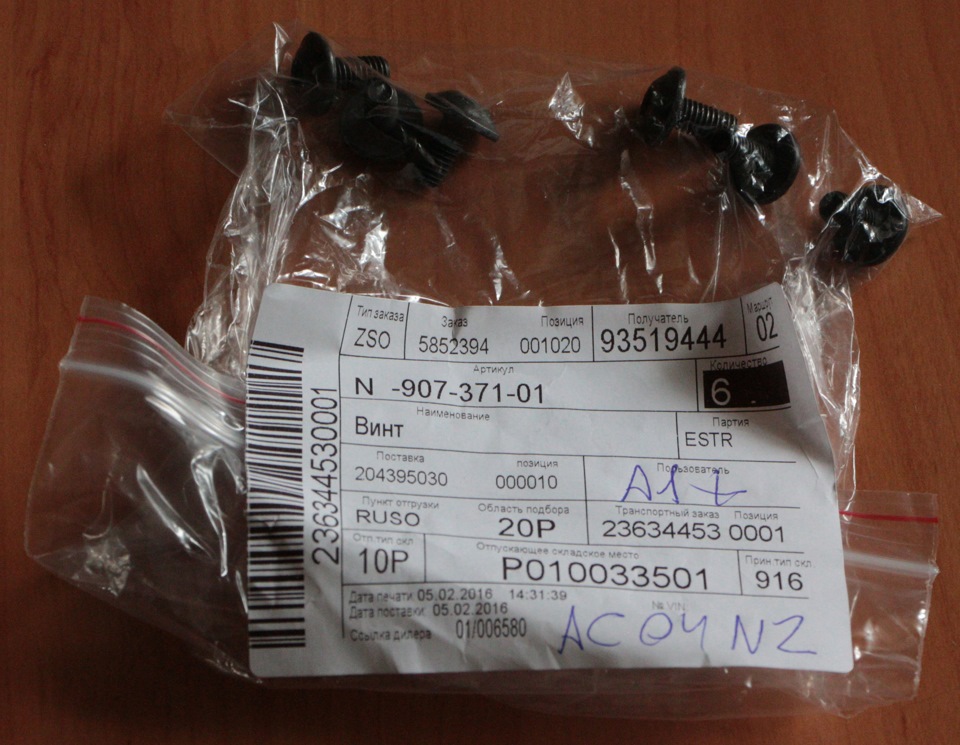 Тип заказа Заказ Позиция Получатель Маршрут
ZSO 5852394 001020 93519444 02
Артикул Количество
N -907-371-01 6
Наименование Партия
Винт ESTR
Поставка позиция Пользователь
204395030 000010 A17
Пункт отгрузки Область подбора Транспортный заказ Позиция
RUSO 20P 23634453 0001
Отп.тип скл Отпускающее складское место Прин.тип скл.
10P P010033501 916
Дата печати 05.02.2016 14:31:39
Дата поставки: 05.02.2016 № VIN:
Ссылка дилера 01/006580 AC04NZ
236344530001